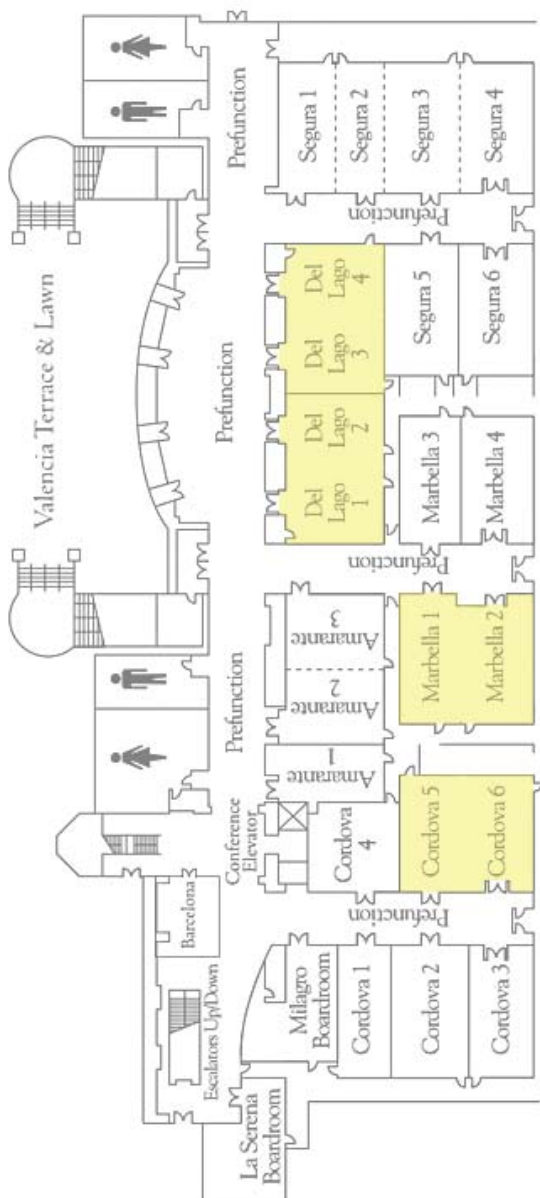 Valencia Terrace & Lawn
Prefunction
Prefunction
Prefunction
Segura 1
Segura 2
Segura 3
Segura 4
Prefunction
Segura 5
Segura 6
Del
Lago
4
Del
Lago
3
Del
Lago
2
Del
Lago
1
Marbella 3
Marbella 4
Prefunction
Amarante
3
Amarante
2
Amarante
1
Marbella 1
Marbella 2
Conference
Elevator
Cordova
4
Cordova 5
Cordova 6
Prefunction
Barcelona
Escalators Up/Down
Milagro
Boardroom
Cordova 1
Cordova 2
Cordova 3
La Serena
Boardroom